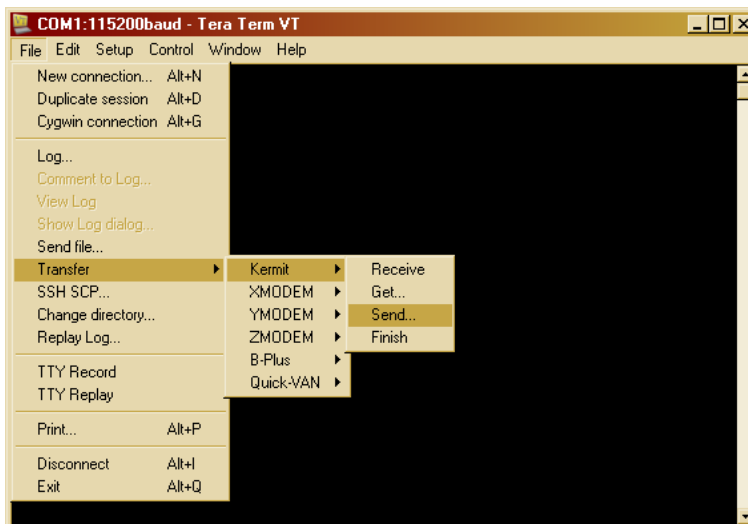 COM1:115200baud - Tera Term VT
File Edit Setup Control Window Help
New connection... Alt+N
Duplicate session Alt+D
Cygwin connection Alt+G
Log...
Comment to Log...
View Log
Show Log dialog...
Send file...
Transfer
SSH SCP...
Change directory...
Replay Log...
TTY Record
TTY Replay
Print... Alt+P
Disconnect Alt+I
Exit Alt+Q
Kermit
XMODEM
YMODEM
ZMODEM
B-Plus
Quick-VAN
Receive
Get...
Send...
Finish